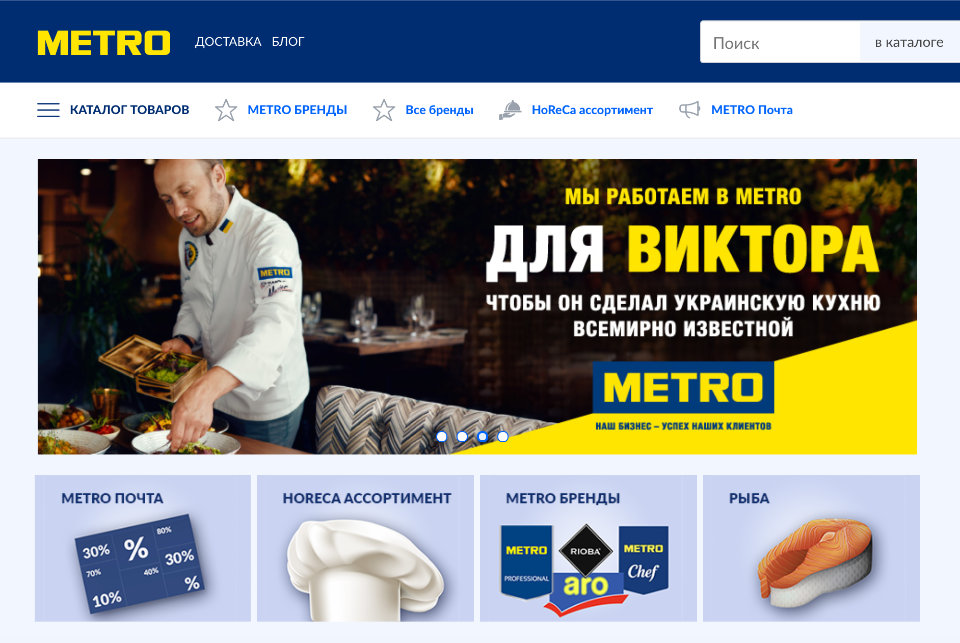 METRO
ДОСТАВКА БЛОГ
Поиск
в каталоге
КАТАЛОГ ТОВАРОВ
METRO БРЕНДЫ
Все бренды
HoReCa ассортимент
METRO Почта
МЫ РАБОТАЕМ В METRO
ДЛЯ ВИКТОРА
ЧТОБЫ ОН СДЕЛАЛ УКРАИНСКУЮ КУХНЮ
ВСЕМИРНО ИЗВЕСТНОЙ
METRO
METRO
НАШ БИЗНЕС – УСПЕХ НАШИХ КЛИЕНТОВ
METRO ПОЧТА
30%
%
80%
70%
40%
30%
10%
%
HORECA АССОРТИМЕНТ
METRO БРЕНДЫ
METRO
PROFESSIONAL
RIOBA
METRO
Chef
aro
РЫБА